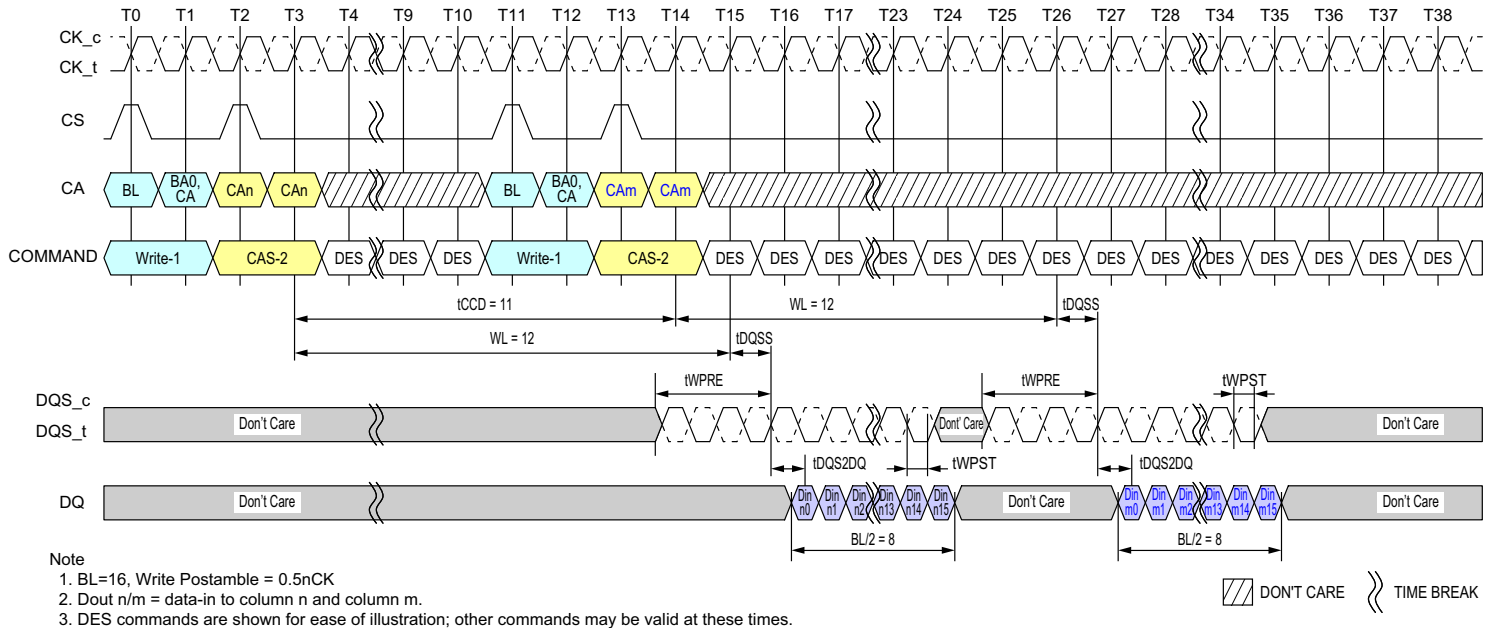 T0 T1 T2 T3 T4 T9 T10 T11 T12 T13 T14 T15 T16 T17 T23 T24 T25 T26 T27 T28 T34 T35 T36 T37 T38
CK_c
CK_t
CS
CA
BL
BA0,
CA
CAn
CAn
BL
BA0,
CA
CAm
CAm
COMMAND
Write-1 CAS-2 DES DES DES Write-1 CAS-2 DES DES DES DES DES DES DES DES DES DES DES DES DES DES
tCCD = 11
WL = 12
tDQSS
WL = 12
tDQSS
tWPRE
tWPRE
tWPST
DQS_c
DQS_t
Don't Care
Dont' Care
Don't Care
tDQS2DQ
tWPST
tDQS2DQ
DQ
Don't Care
Din
n0
Din
n1
Din
n2
Din
n13
Din
n14
Din
n15
Don't Care
Din
m0
Din
m1
Din
m2
Din
m13
Din
m14
Din
m15
Don't Care
BL/2 = 8
BL/2 = 8
Note
1. BL=16, Write Postamble = 0.5nCK
2. Dout n/m = data-in to column n and column m.
3. DES commands are shown for ease of illustration; other commands may be valid at these times.
DON'T CARE
TIME BREAK